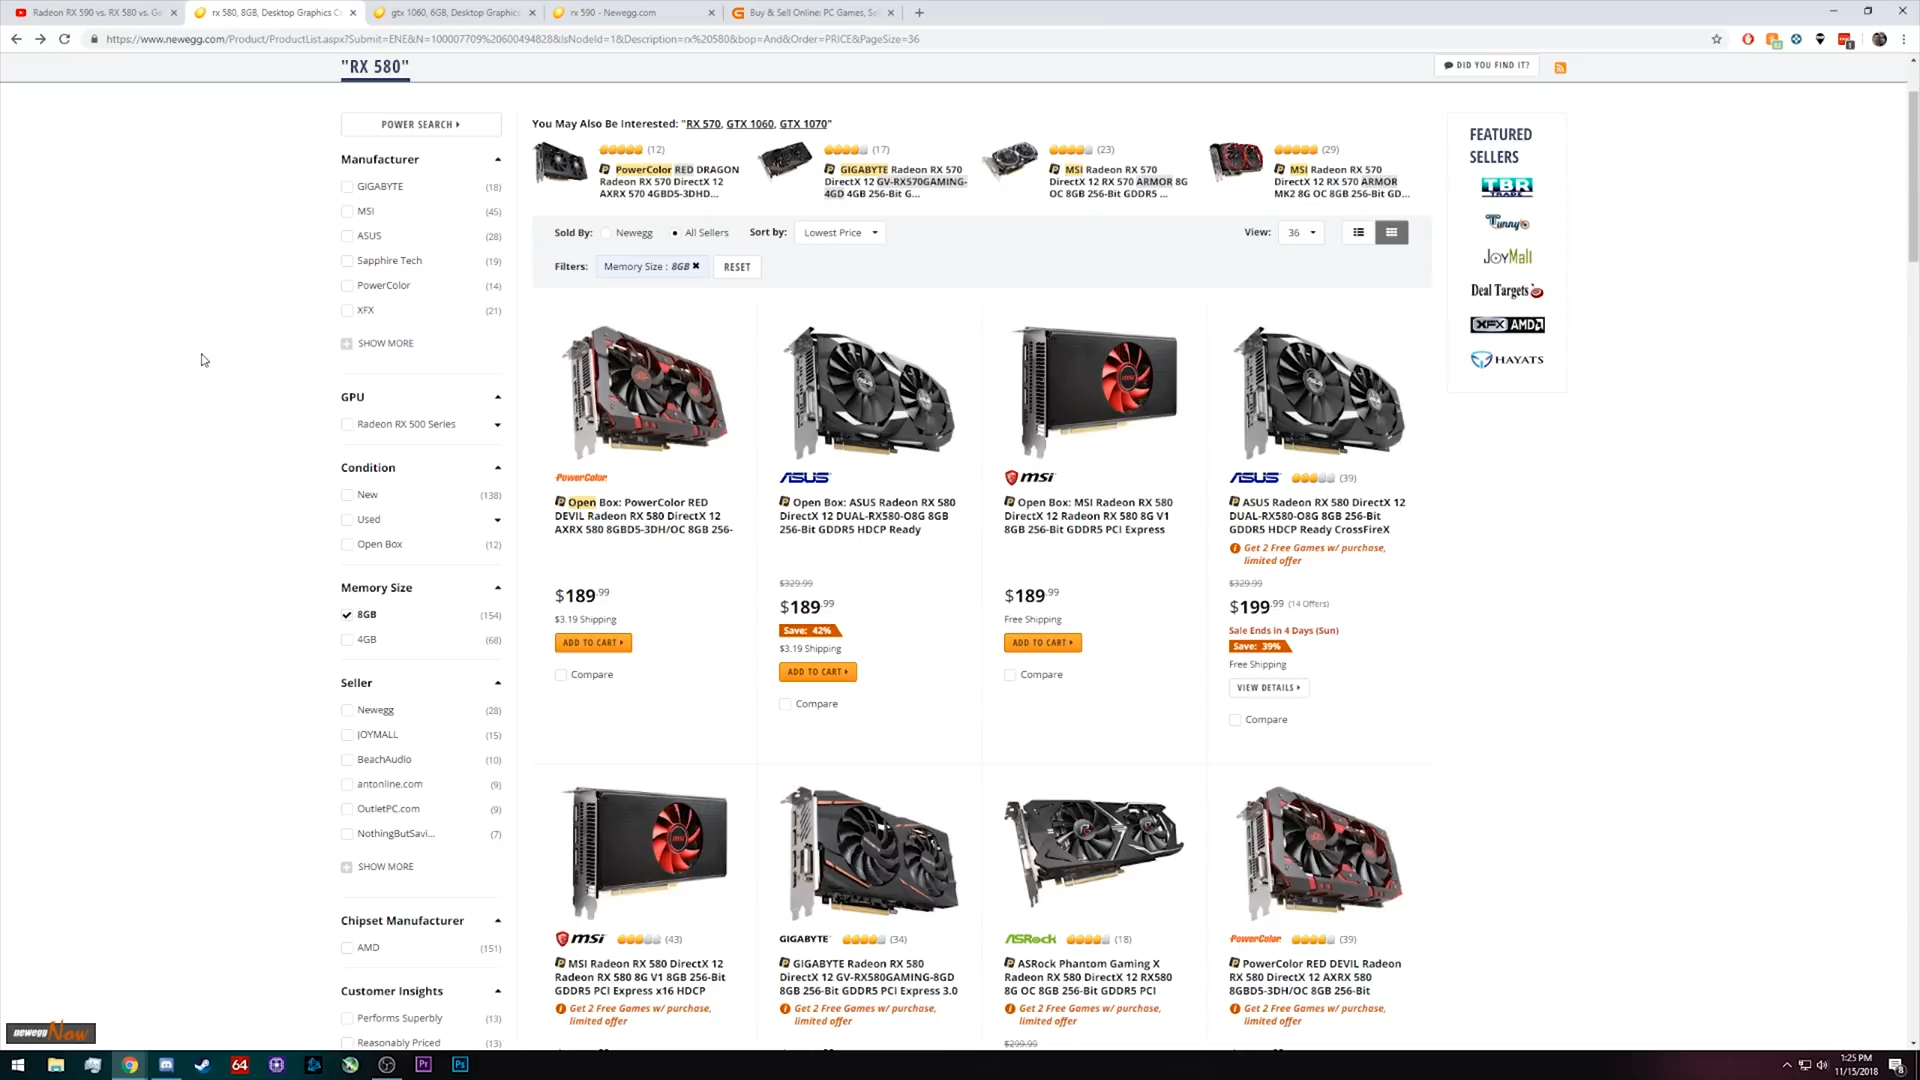 Radeon RX 590 vs. RX 580 vs. Ge
rx 580, 8GB, Desktop Graphics C
gtx 1060, 6GB, Desktop Graphics
rx 590 - Newegg.com
Buy & Sell Online: PC Games, So
https://www.newegg.com/Product/ProductList.aspx?Submit=ENE&N=100007709%20600494828&IsNodeId=1&Description=rx%20580&bop=And&Order=PRICE&PageSize=36
"RX 580"
DID YOU FIND IT?
POWER SEARCH
Manufacturer
GIGABYTE (18)
MSI (45)
ASUS (28)
Sapphire Tech (19)
PowerColor (14)
XFX (21)
SHOW MORE
GPU
Radeon RX 500 Series
Condition
New (138)
Used
Open Box (12)
Memory Size
8GB (154)
4GB (68)
Seller
Newegg (28)
JOYMALL (15)
BeachAudio (10)
antonline.com (9)
OutletPC.com (9)
NothingButSavi... (7)
SHOW MORE
Chipset Manufacturer
AMD (151)
Customer Insights
Performs Superbly (13)
Reasonably Priced (13)
You May Also Be Interested: "RX 570, GTX 1060, GTX 1070"
(12)
PowerColor RED DRAGON
Radeon RX 570 DirectX 12
AXRX 570 4GBD5-3DHD...
(17)
GIGABYTE Radeon RX 570
DirectX 12 GV-RX570GAMING-
4GD 4GB 256-Bit G...
(23)
MSI Radeon RX 570
DirectX 12 RX 570 ARMOR 8G
OC 8GB 256-Bit GDDR5 ...
(29)
MSI Radeon RX 570
DirectX 12 RX 570 ARMOR
MK2 8G OC 8GB 256-Bit GD...
Sold By: Newegg All Sellers Sort by: Lowest Price
View: 36
Filters: Memory Size : 8GB RESET
PowerColor
Open Box: PowerColor RED
DEVIL Radeon RX 580 DirectX 12
AXRX 580 8GBD5-3DH/OC 8GB 256-
$189.99
$3.19 Shipping
ADD TO CART
Compare
ASUS
Open Box: ASUS Radeon RX 580
DirectX 12 DUAL-RX580-O8G 8GB
256-Bit GDDR5 HDCP Ready
$329.99
$189.99
Save: 42%
$3.19 Shipping
ADD TO CART
Compare
msi
Open Box: MSI Radeon RX 580
DirectX 12 Radeon RX 580 8G V1
8GB 256-Bit GDDR5 PCI Express
$189.99
Free Shipping
ADD TO CART
Compare
ASUS (39)
ASUS Radeon RX 580 DirectX 12
DUAL-RX580-O8G 8GB 256-Bit
GDDR5 HDCP Ready CrossFireX
Get 2 Free Games w/ purchase,
limited offer
$329.99
$199.99 (14 Offers)
Sale Ends in 4 Days (Sun)
Save: 39%
Free Shipping
VIEW DETAILS
Compare
msi (43)
MSI Radeon RX 580 DirectX 12
Radeon RX 580 8G V1 8GB 256-Bit
GDDR5 PCI Express x16 HDCP
Get 2 Free Games w/ purchase,
limited offer
GIGABYTE (34)
GIGABYTE Radeon RX 580
DirectX 12 GV-RX580GAMING-8GD
8GB 256-Bit GDDR5 PCI Express 3.0
Get 2 Free Games w/ purchase,
limited offer
ASRock (18)
ASRock Phantom Gaming X
Radeon RX 580 DirectX 12 RX580
8G OC 8GB 256-Bit GDDR5 PCI
Get 2 Free Games w/ purchase,
limited offer
$299.99
PowerColor (39)
PowerColor RED DEVIL Radeon
RX 580 DirectX 12 AXRX 580
8GBD5-3DH/OC 8GB 256-Bit
Get 2 Free Games w/ purchase,
limited offer
FEATURED
SELLERS
TBR
TRADE
Tunny
JoyMall
Deal Targets
XFX AMD
HAYATS
newegg Now
64
Pr
Ps
1:25 PM
11/15/2018